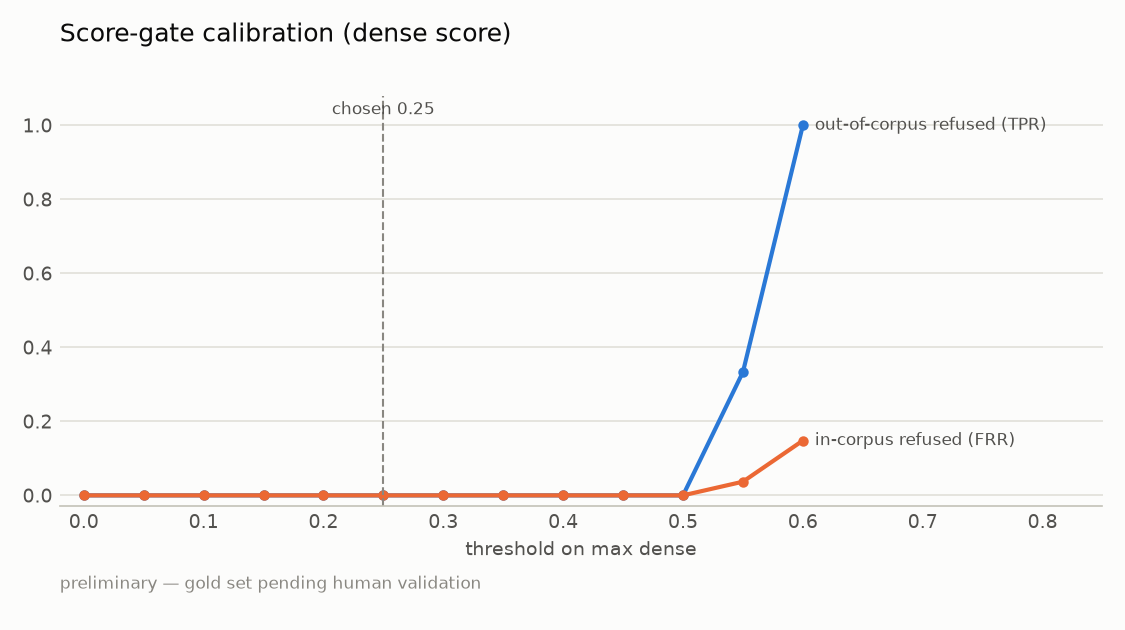 Score-gate calibration (dense score)
chosen 0.25
1.0
out-of-corpus refused (TPR)
0.8
0.6
0.4
0.2
in-corpus refused (FRR)
0.0
0.0 0.1 0.2 0.3 0.4 0.5 0.6 0.7 0.8
threshold on max dense
preliminary — gold set pending human validation